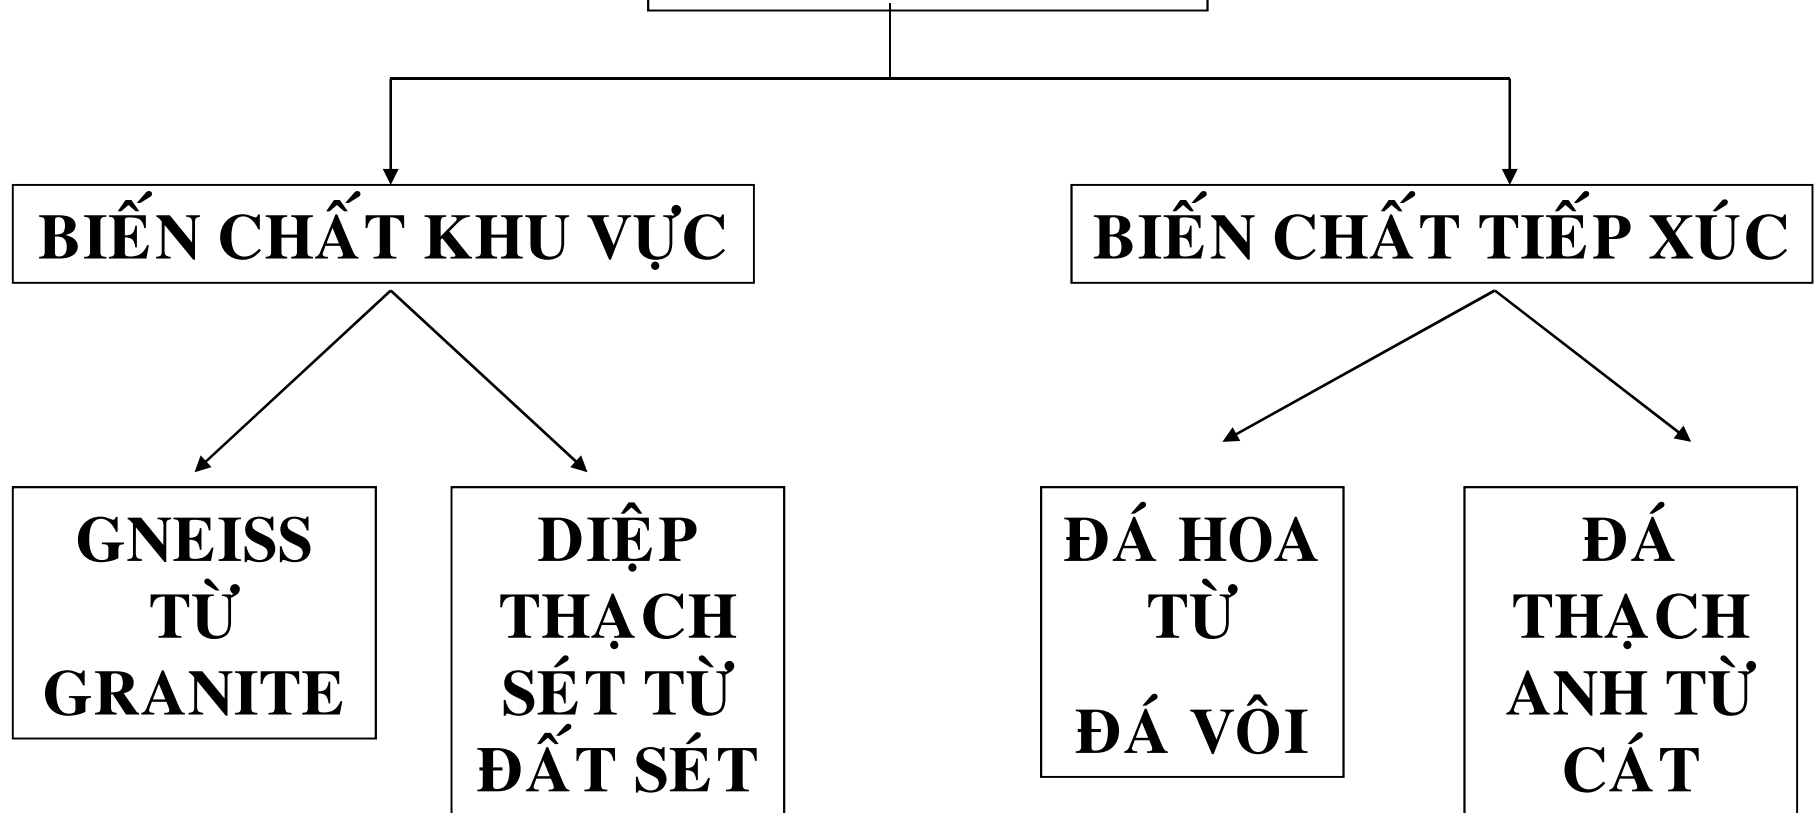 BIẾN CHẤT KHU VỰC
BIẾN CHẤT TIẾP XÚC
GNEISS
TỪ
GRANITE
DIỆP
THẠCH
SÉT TỪ
ĐẤT SÉT
ĐÁ HOA
TỪ
ĐÁ VÔI
ĐÁ
THẠCH
ANH TỪ
CÁT